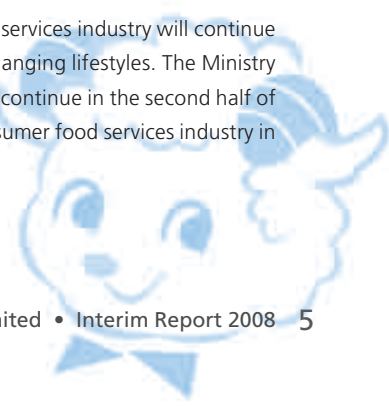 services industry will continue
anging lifestyles. The Ministry
continue in the second half of
sumer food services industry in
ited • Interim Report 2008 5